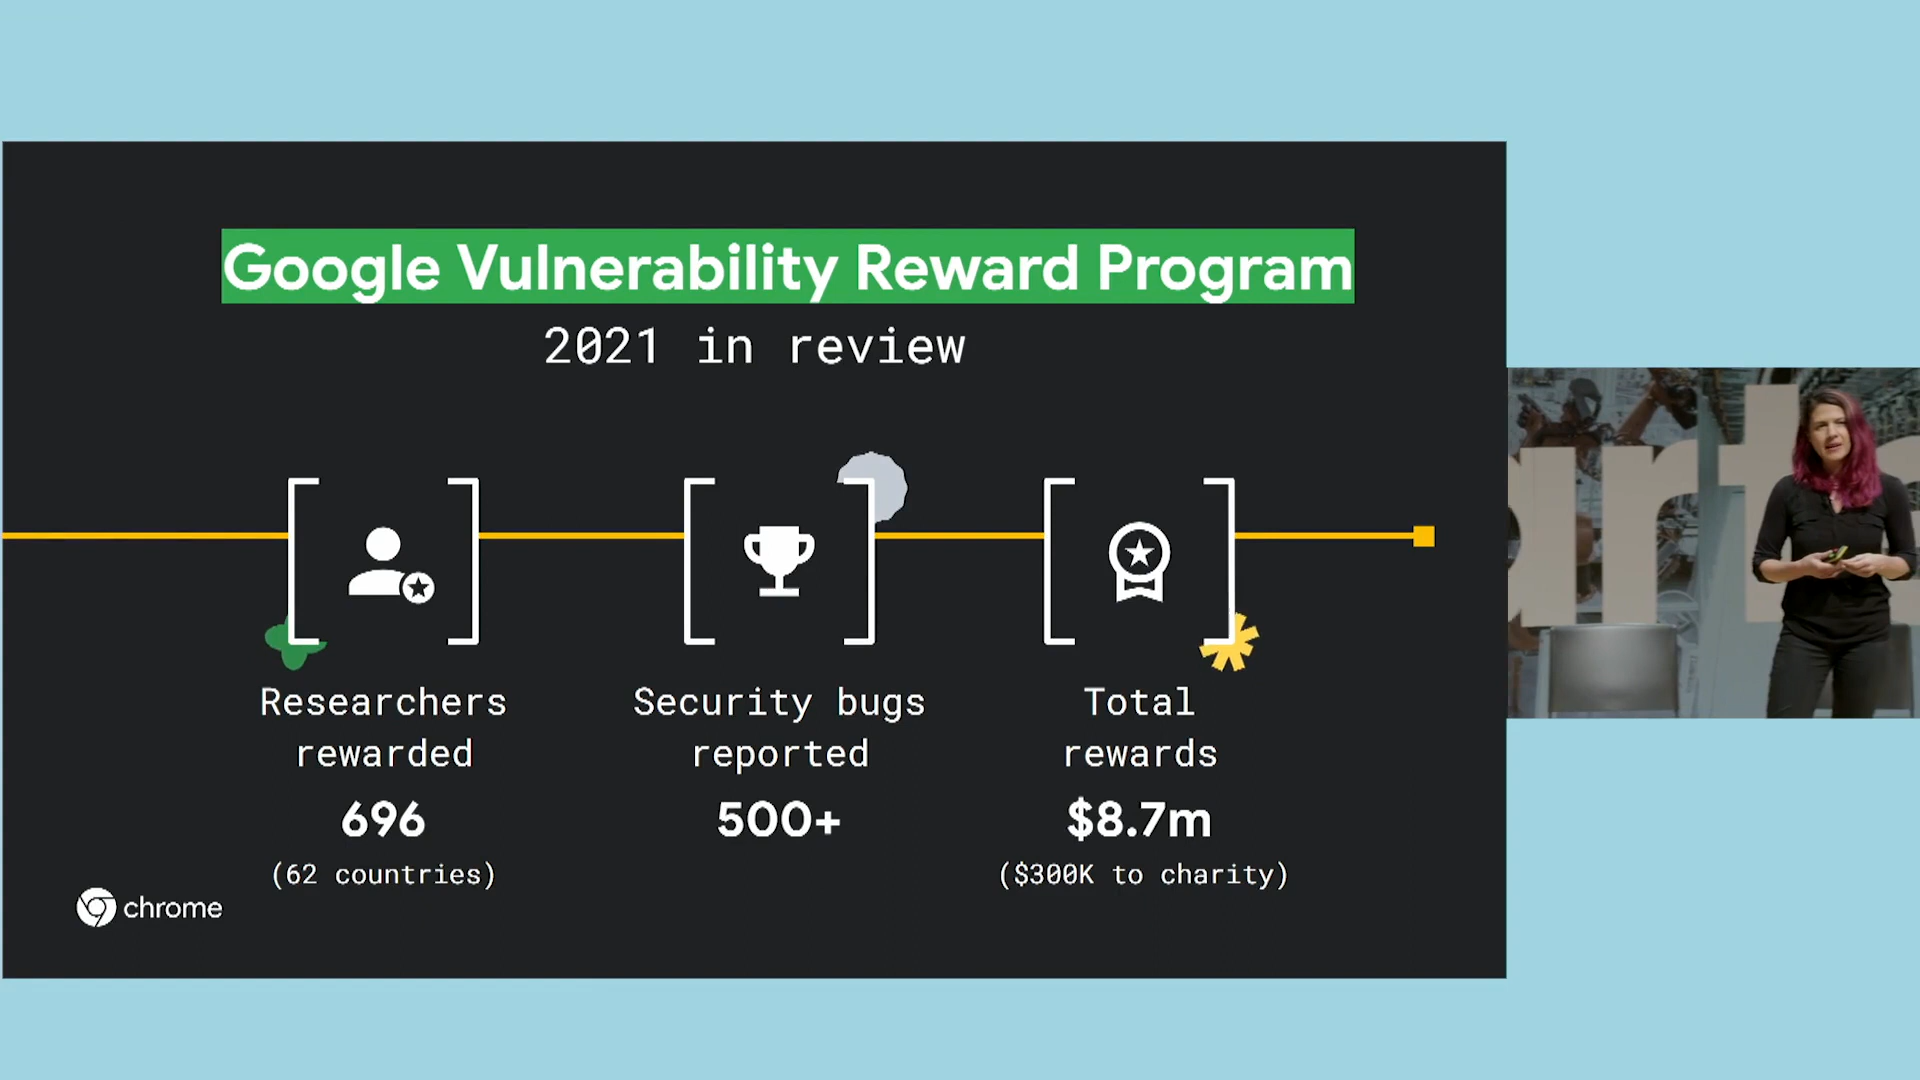 Google Vulnerability Reward Program
2021 in review
Researchers
rewarded
696
(62 countries)
Security bugs
reported
500+
Total
rewards
$8.7m
($300K to charity)
chrome
arts